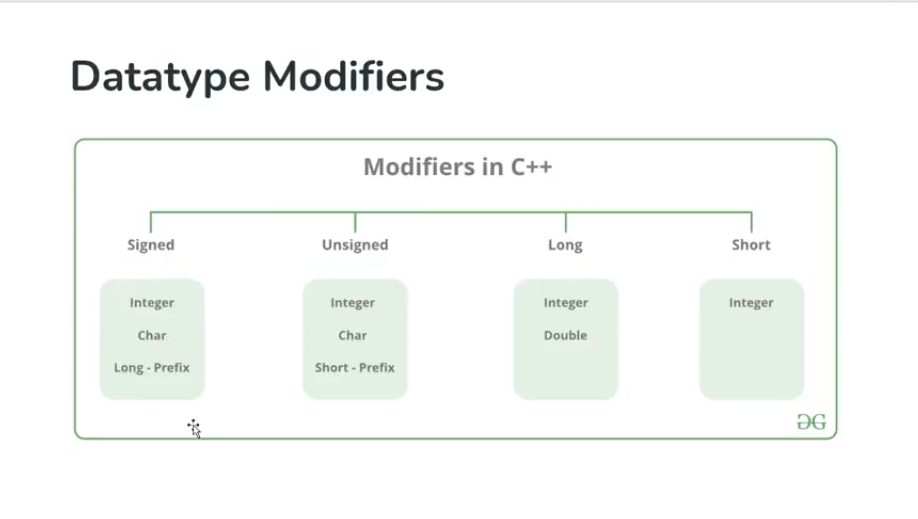 Datatype Modifiers
Modifiers in C++
Signed
Unsigned
Long
Short
Integer
Char
Long - Prefix
Integer
Char
Short - Prefix
Integer
Double
Integer
GG